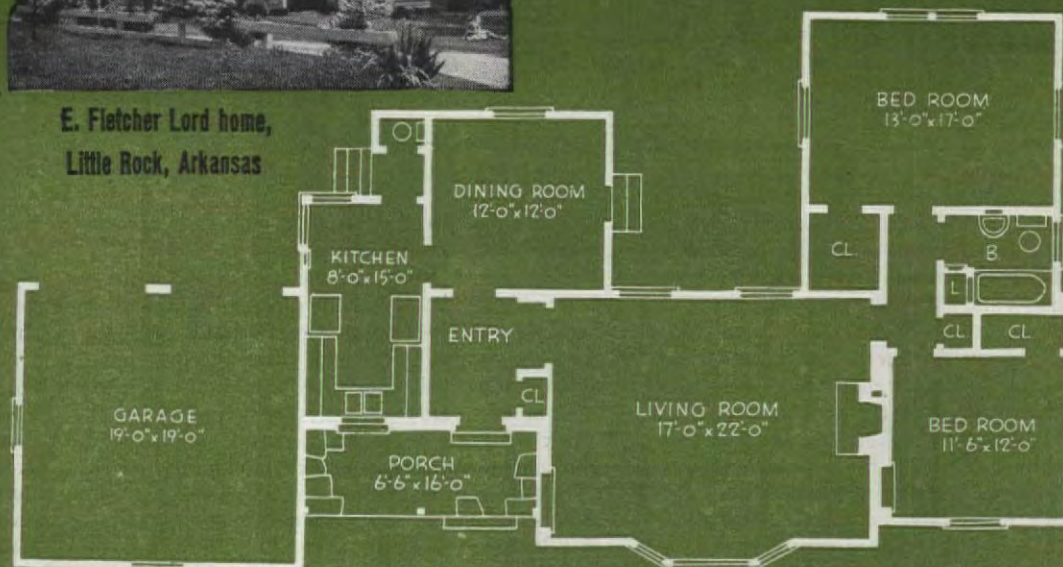 E. Fletcher Lord home,
Little Rock, Arkansas
BED ROOM
13'-0"x17'-0"
DINING ROOM
12'-0"x12'-0"
KITCHEN
8'-0"x15'-0"
CL.
B.
L
ENTRY
CL
CL
CL
GARAGE
19'-0"x19'-0"
LIVING ROOM
17'-0"x22'-0"
BED ROOM
11'-6"x12'-0"
PORCH
6'-6"x16'-0"